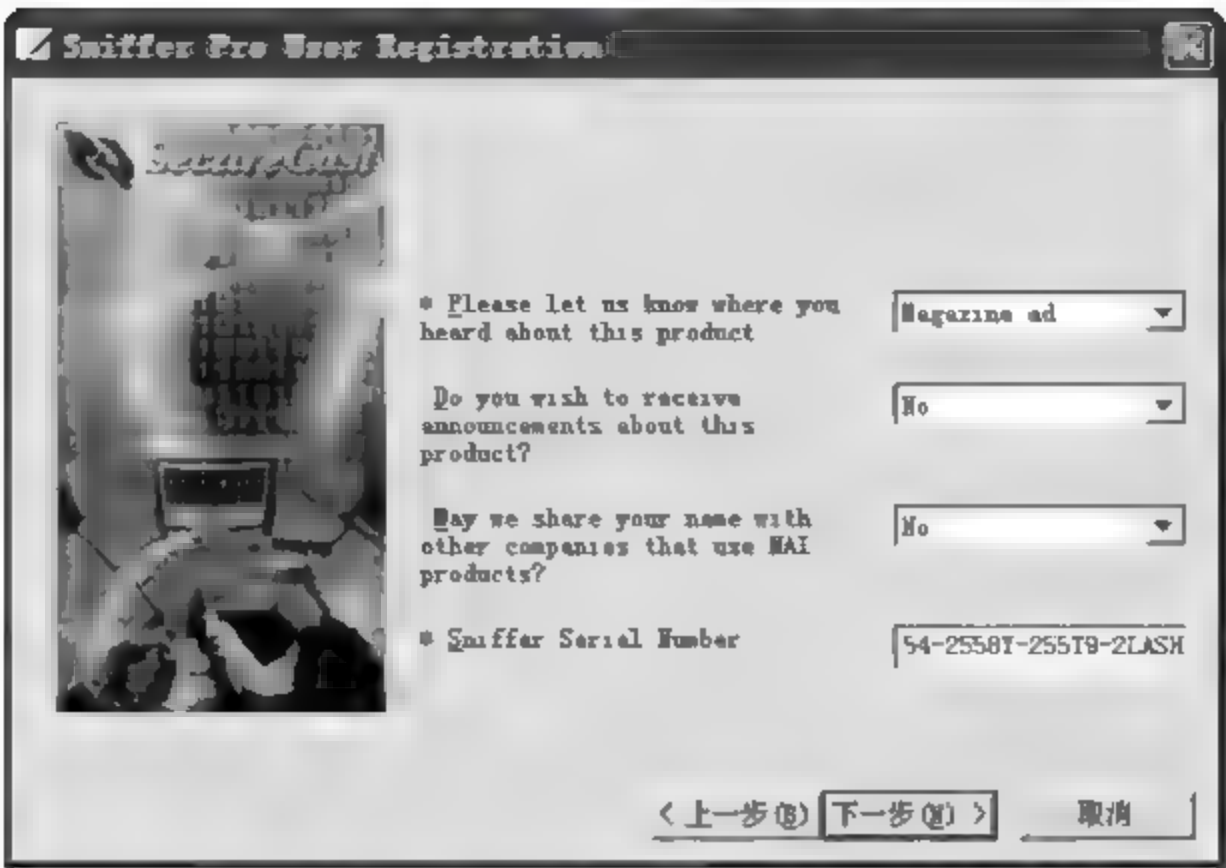 Sniffer Pro User Registration
Secure Cash
* Please let us know where you
heard about this product
Magazine ad
Do you wish to receive
announcements about this
product?
No
May we share your name with
other companies that use NAI
products?
No
* Sniffer Serial Number
54-2558Y-255T9-2LASH
< 上一步(B)
下一步(N) >
取消